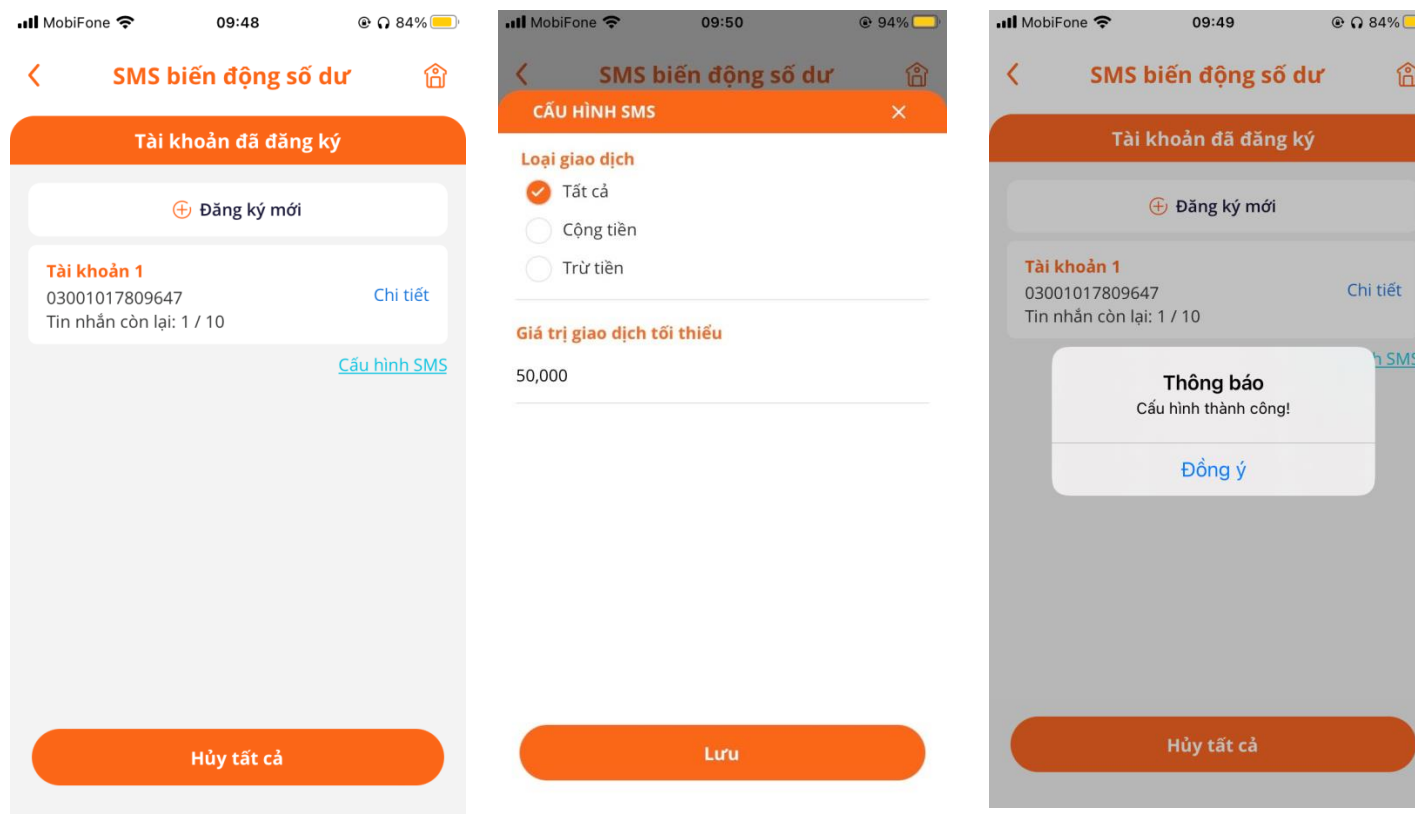 MobiFone 09:48 84%
SMS biến động số dư
Tài khoản đã đăng ký
Đăng ký mới
Tài khoản 1
03001017809647
Chi tiết
Tin nhắn còn lại: 1 / 10
Cấu hình SMS
Hủy tất cả
MobiFone 09:50 94%
SMS biến động số dư
CẤU HÌNH SMS
Loại giao dịch
Tất cả
Cộng tiền
Trừ tiền
Giá trị giao dịch tối thiểu
50,000
Lưu
MobiFone 09:49 84%
SMS biến động số dư
Tài khoản đã đăng ký
Đăng ký mới
Tài khoản 1
03001017809647
Chi tiết
Tin nhắn còn lại: 1 / 10
h SMS
Thông báo
Cấu hình thành công!
Đồng ý
Hủy tất cả